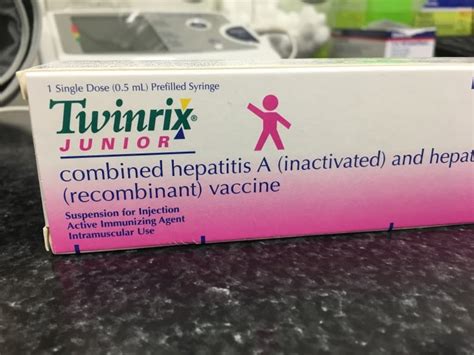 1 Single Dose (0.5 mL) Prefilled Syringe
Twinrix®
JUNIOR
combined hepatitis A (inactivated) and hepat
(recombinant) vaccine
Suspension for Injection
Active Immunizing Agent
Intramuscular Use